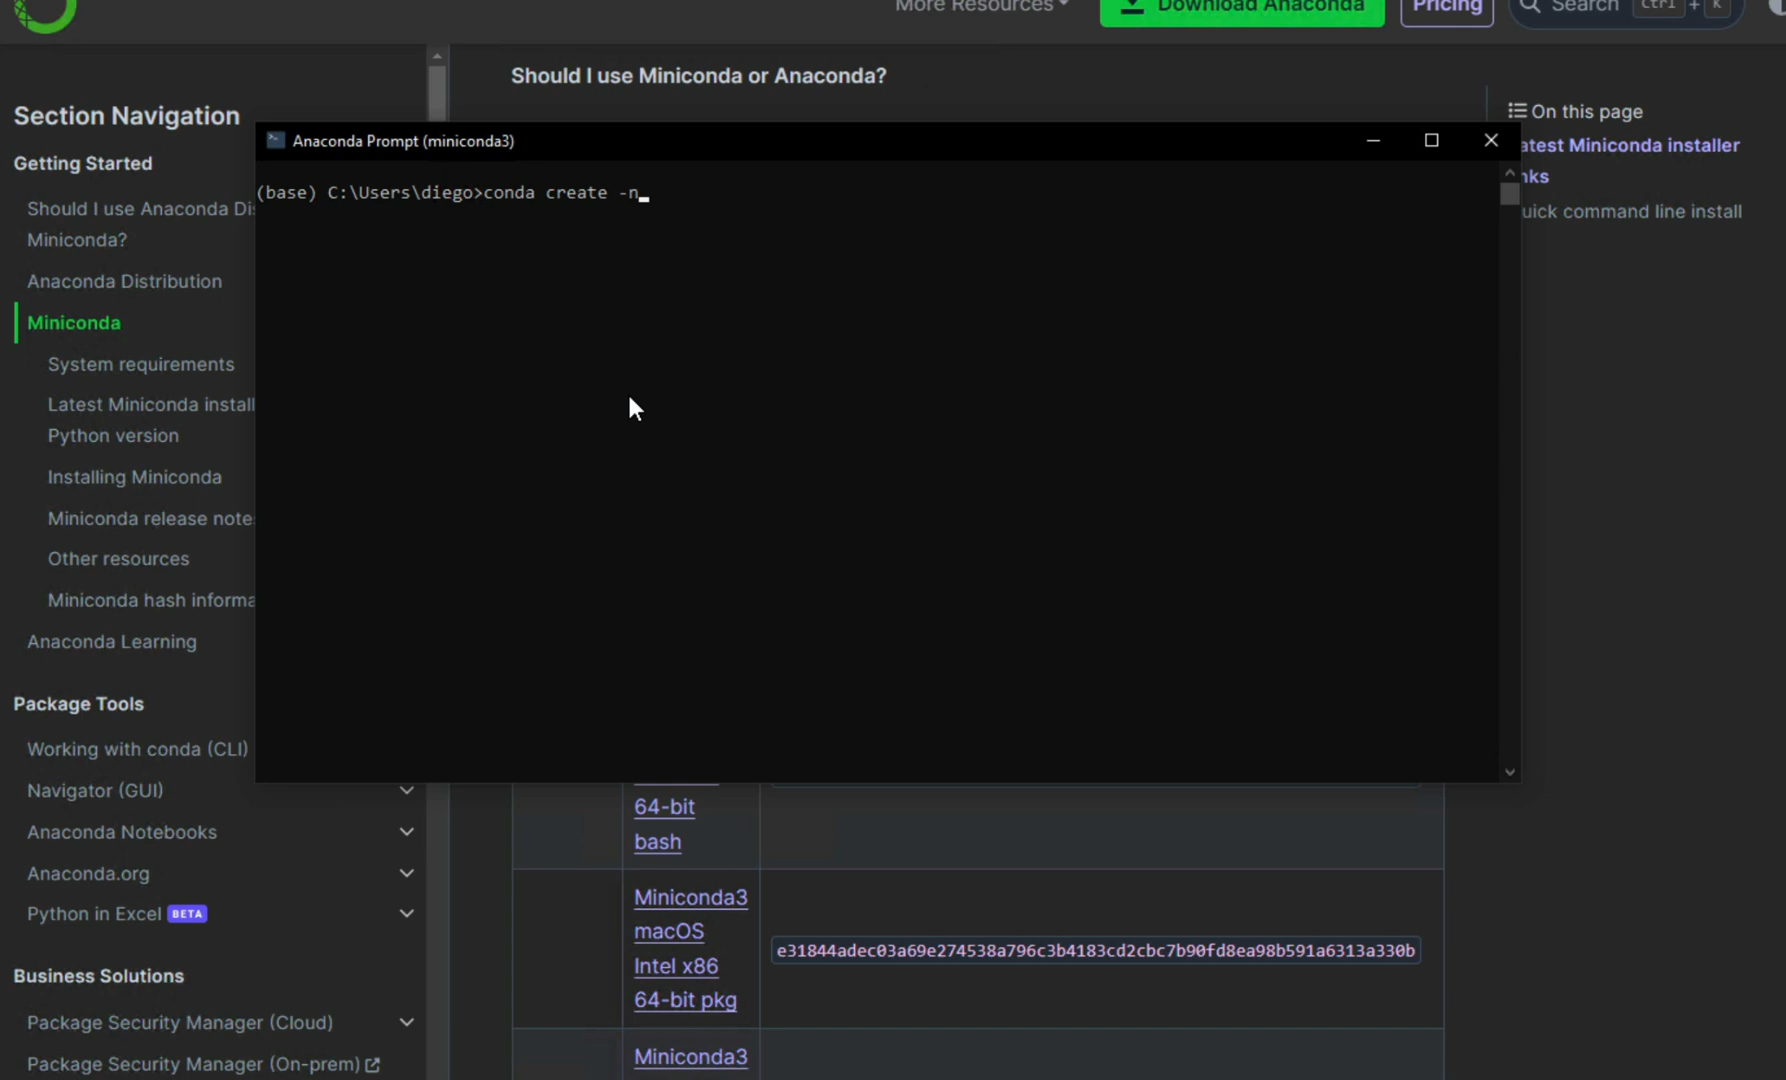 More Resources
Download Anaconda
Pricing
Search
Ctrl + K
Section Navigation
Getting Started
Should I use Anaconda
Miniconda?
Anaconda Distribution
Miniconda
System requirements
Latest Miniconda
Python version
Installing Miniconda
Miniconda release
Other resources
Miniconda hash
Anaconda Learning
Package Tools
Working with conda (CLI)
Navigator (GUI)
Anaconda Notebooks
Anaconda.org
Python in Excel BETA
Business Solutions
Package Security Manager (Cloud)
Package Security Manager (On-prem)
Should I use Miniconda or Anaconda?
Anaconda Prompt (miniconda3)
(base) C:\Users\diego>conda create -n
64-bit
bash
Miniconda3
macOS
Intel x86
64-bit pkg
e31844adec03a69e274538a796c3b4183cd2cbc7b90fd8ea98b591a6313a330b
Miniconda3
On this page
Miniconda installer
command line install